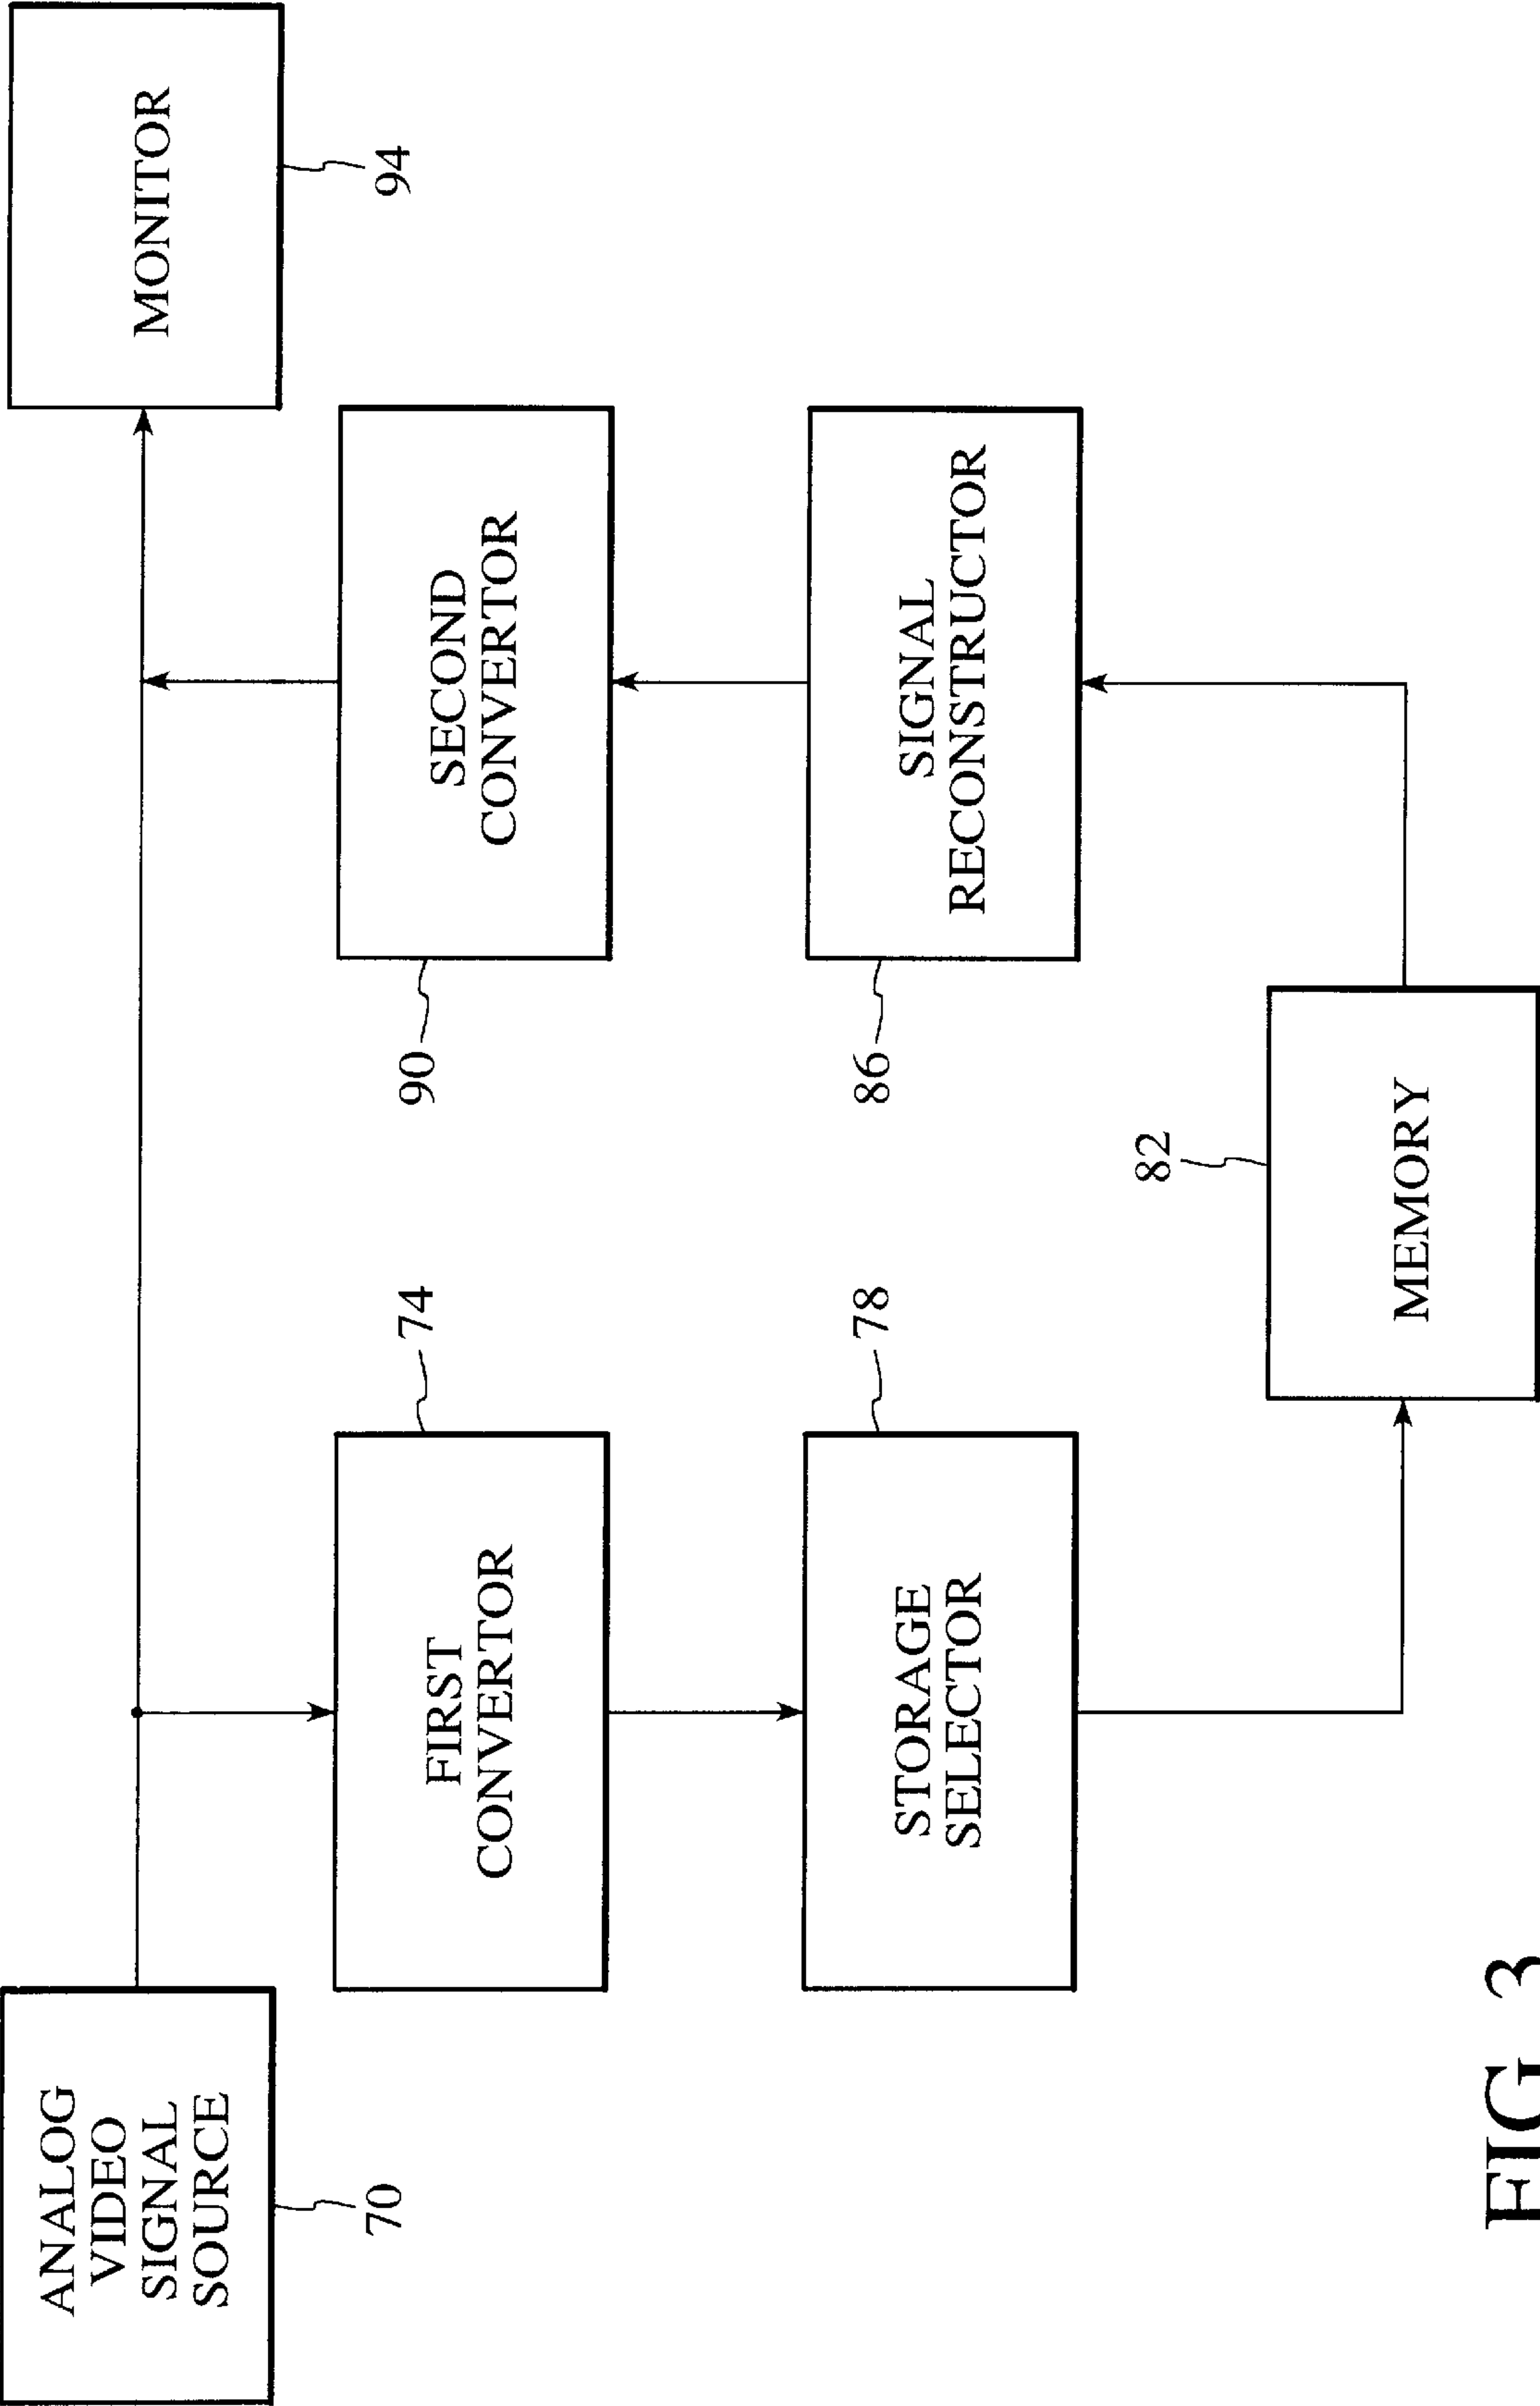 ANALOG
VIDEO
SIGNAL
SOURCE
70
MONITOR
94
FIRST
CONVERTOR
74
SECOND
CONVERTOR
90
STORAGE
SELECTOR
78
SIGNAL
RECONSTRUCTOR
86
MEMORY
82
FIG 3